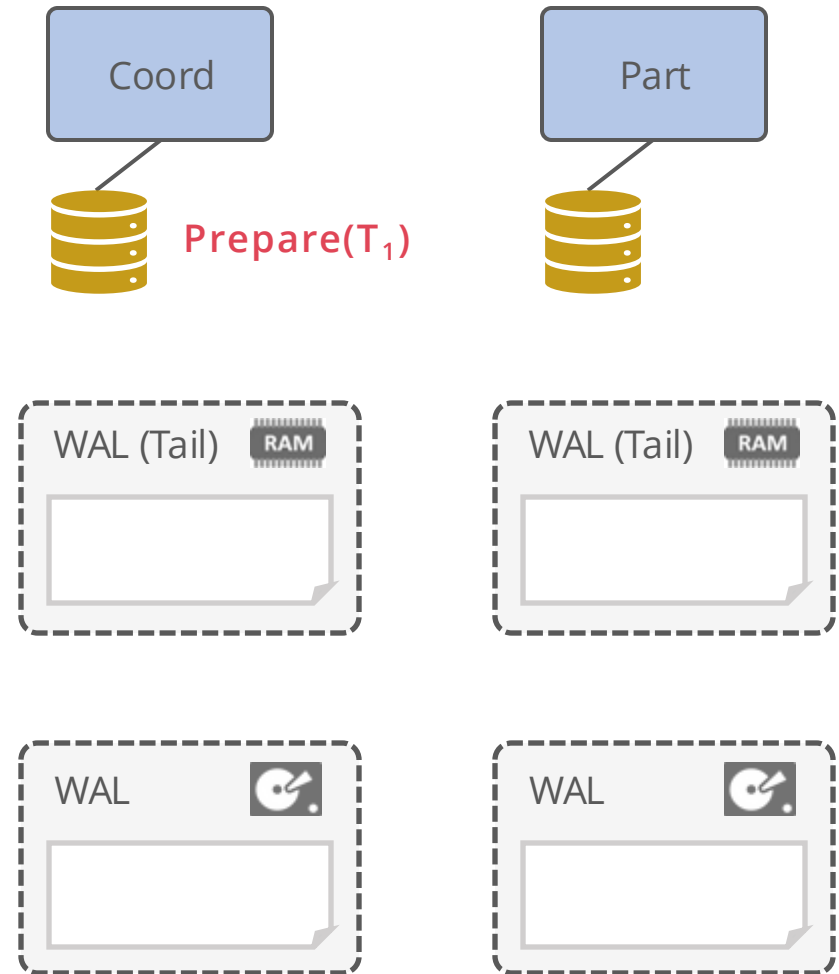 Coord
Part
Prepare(T₁)
WAL (Tail)
RAM
WAL (Tail)
RAM
WAL
WAL